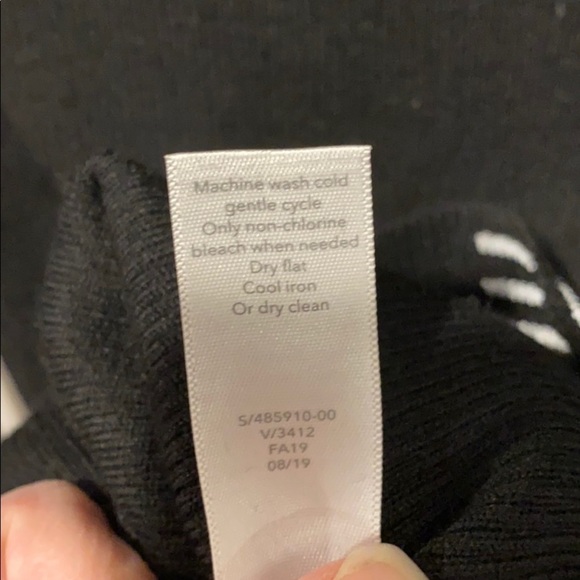 Machine wash cold
gentle cycle
Only non-chlorine
bleach when needed
Dry flat
Cool iron
Or dry clean
S/485910-00
V/3412
FA19
08/19